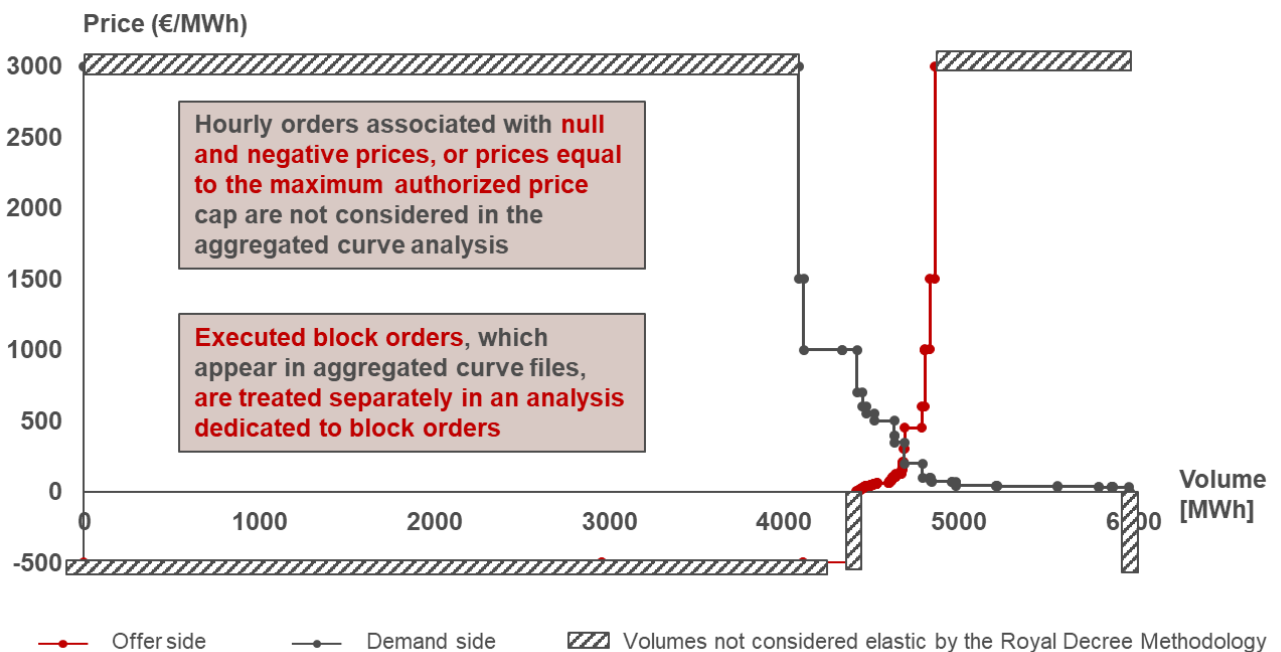 Price (€/MWh)
3000
2500
2000
1500
1000
500
0
-500
Hourly orders associated with null
and negative prices, or prices equal
to the maximum authorized price
cap are not considered in the
aggregated curve analysis
Executed block orders, which
appear in aggregated curve files,
are treated separately in an analysis
dedicated to block orders
0 1000 2000 3000 4000 5000 6000
Volume
[MWh]
Offer side
Demand side
Volumes not considered elastic by the Royal Decree Methodology